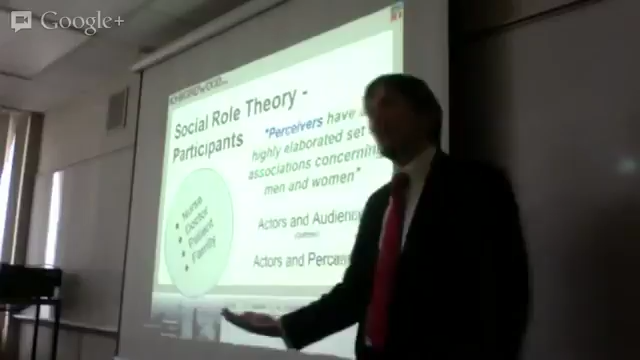 Google+
Social Role Theory -
Participants
"Perceivers have
highly elaborated set
associations concerning
men and women"
Nurse
Doctor
Patient
Family
Actors and Audience
Actors and